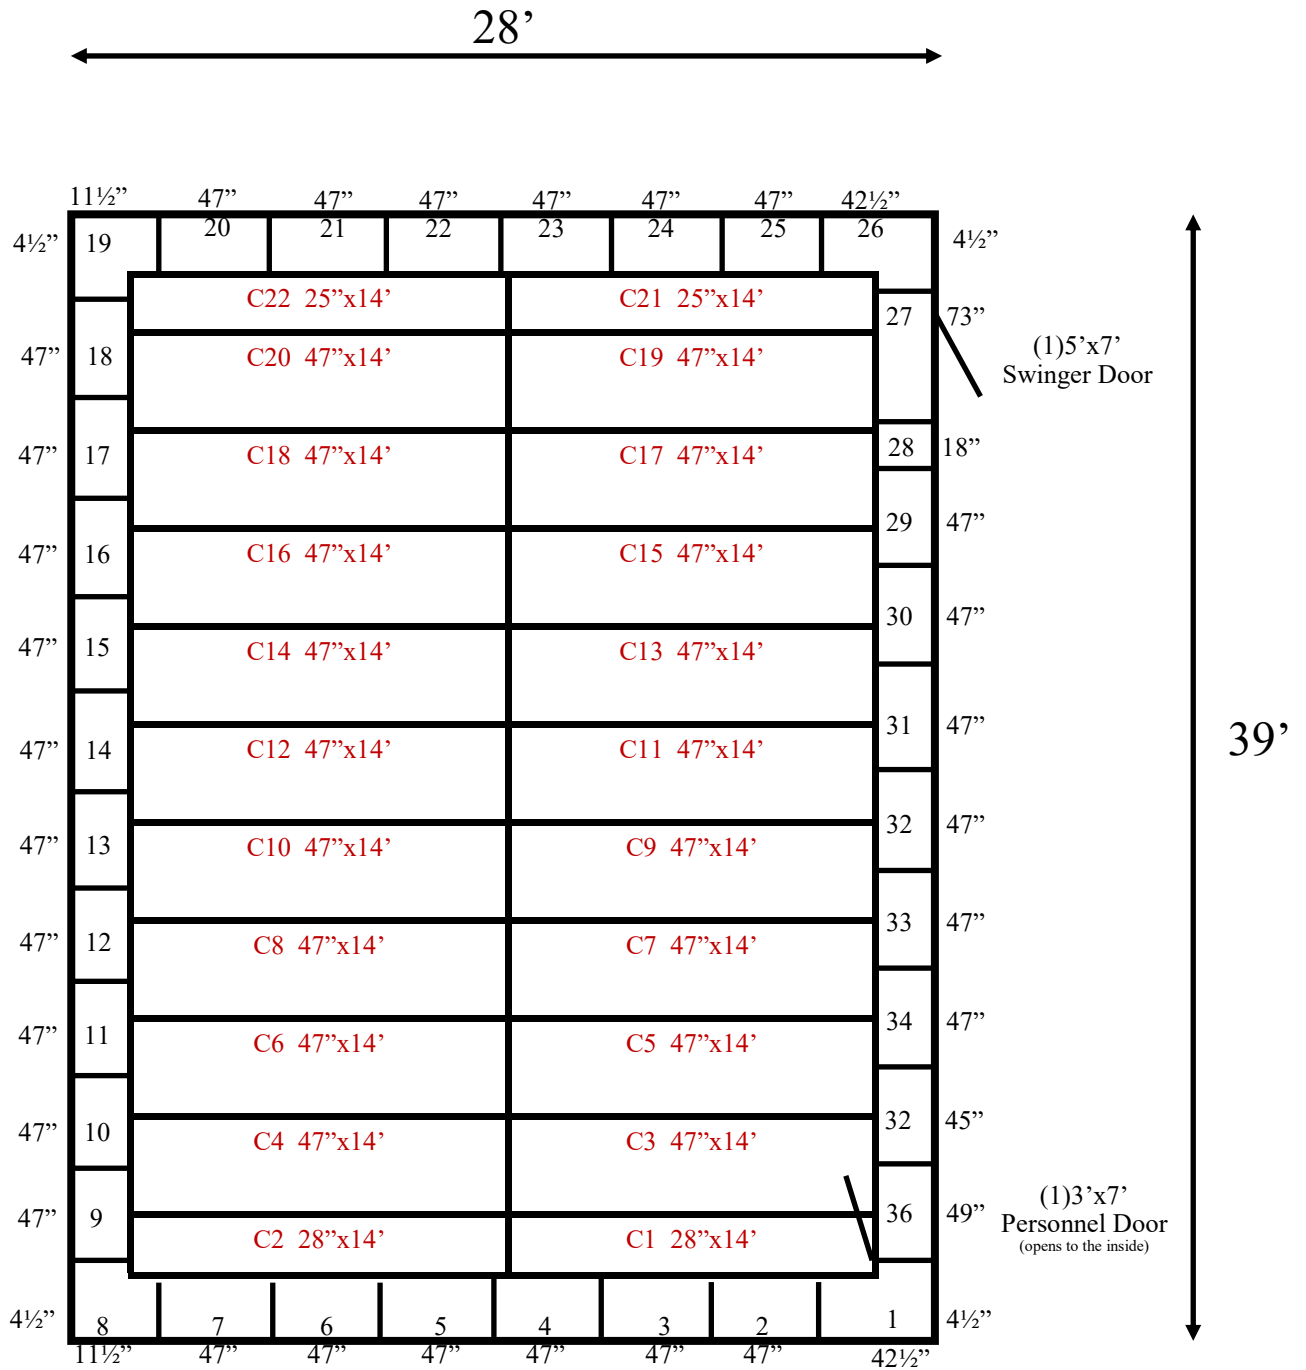 28’
11½” 47” 47” 47” 47” 47” 47” 42½”
4½” 19 20 21 22 23 24 25 26 4½”
C22 25”x14’ C21 25”x14’ 27 73”
(1)5’x7’
Swinger Door
47” 18 C20 47”x14’ C19 47”x14’
47” 17 C18 47”x14’ C17 47”x14’ 28 18”
29 47”
47” 16 C16 47”x14’ C15 47”x14’
30 47”
47” 15 C14 47”x14’ C13 47”x14’
31 47”
39’
47” 14 C12 47”x14’ C11 47”x14’
32 47”
47” 13 C10 47”x14’ C9 47”x14’
33 47”
47” 12 C8 47”x14’ C7 47”x14’
34 47”
47” 11 C6 47”x14’ C5 47”x14’
32 45”
47” 10 C4 47”x14’ C3 47”x14’
(1)3’x7’
Personnel Door
(opens to the inside)
47” 9 36 49”
C2 28”x14’ C1 28”x14’
4½” 8 7 6 5 4 3 2 1 4½”
11½” 47” 47” 47” 47” 47” 47” 42½”